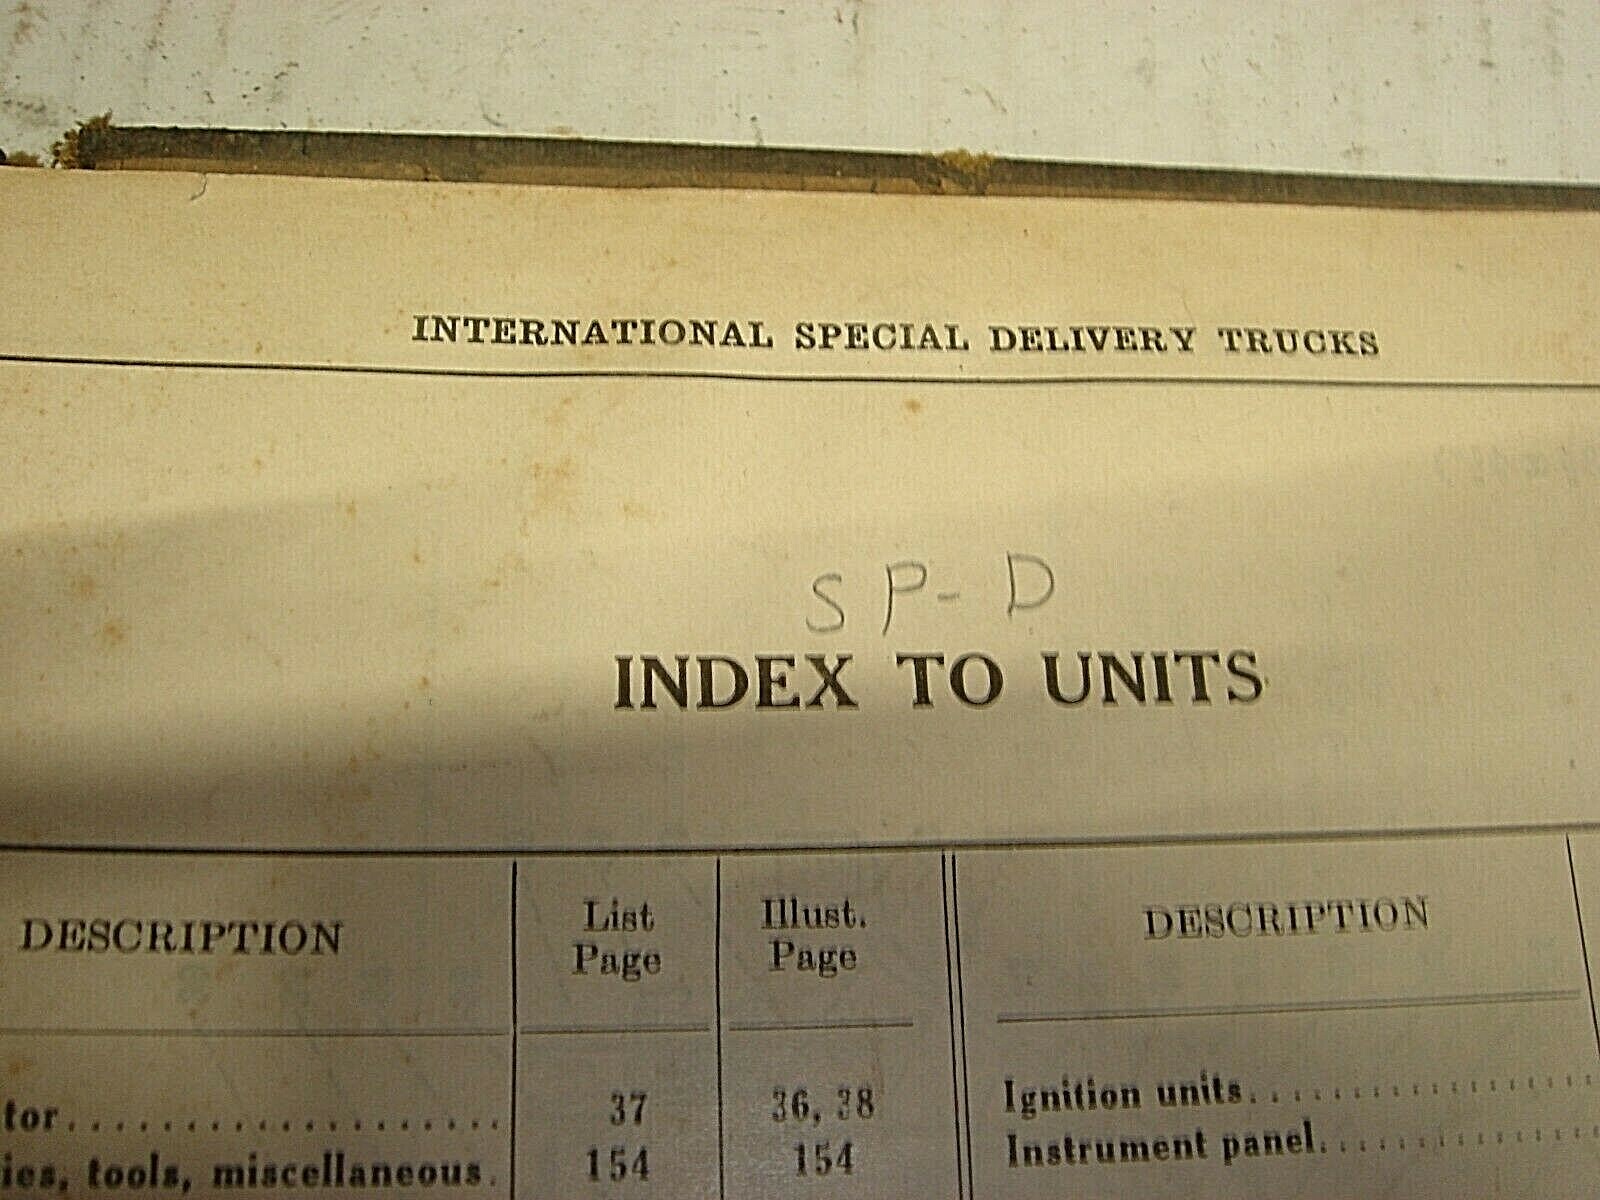 INTERNATIONAL SPECIAL DELIVERY TRUCKS
SP-D
INDEX TO UNITS
DESCRIPTION List Page Illust. Page DESCRIPTION
tor.................... 37 36, 38 Ignition units...................
ies, tools, miscellaneous. 154 154 Instrument panel................